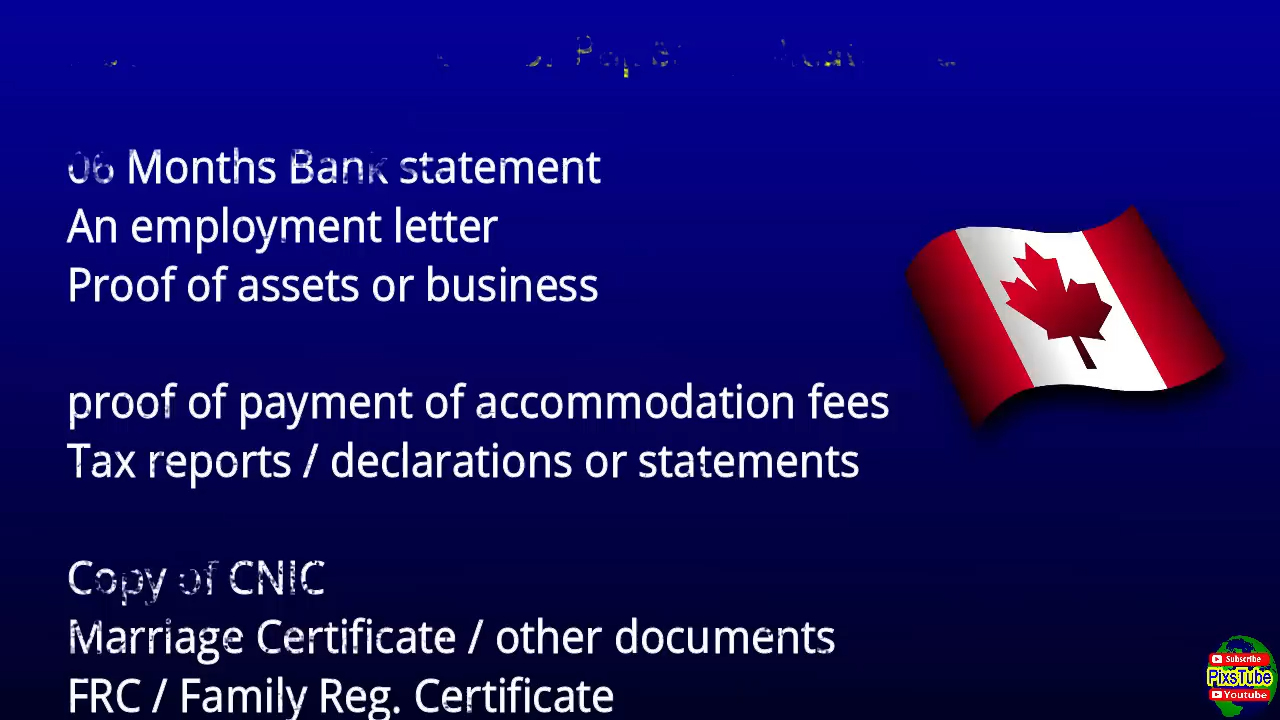 06 Months Bank statement
An employment letter
Proof of assets or business
proof of payment of accommodation fees
Tax reports / declarations or statements
Copy of CNIC
Marriage Certificate / other documents
FRC / Family Reg. Certificate
Subscribe
PixsTube
Youtube